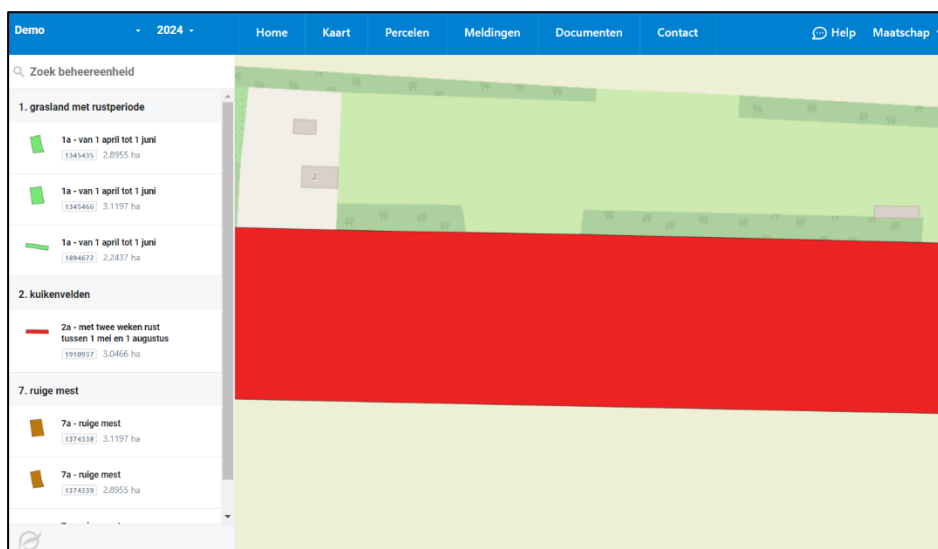 Demo - 2024 -
Home Kaart Percelen Meldingen Documenten Contact Help Maatschap
Zoek beheereenheid
1. grasland met rustperiode
1a - van 1 april tot 1 juni
1345435 2.8955 ha
1a - van 1 april tot 1 juni
1345466 3.1197 ha
1a - van 1 april tot 1 juni
1894672 2.2437 ha
2. kuikenvelden
2a - met twee weken rust
tussen 1 mei en 1 augustus
1910937 3.0466 ha
7. ruige mest
7a - ruige mest
1374338 3.1197 ha
7a - ruige mest
1374339 2.8955 ha
2